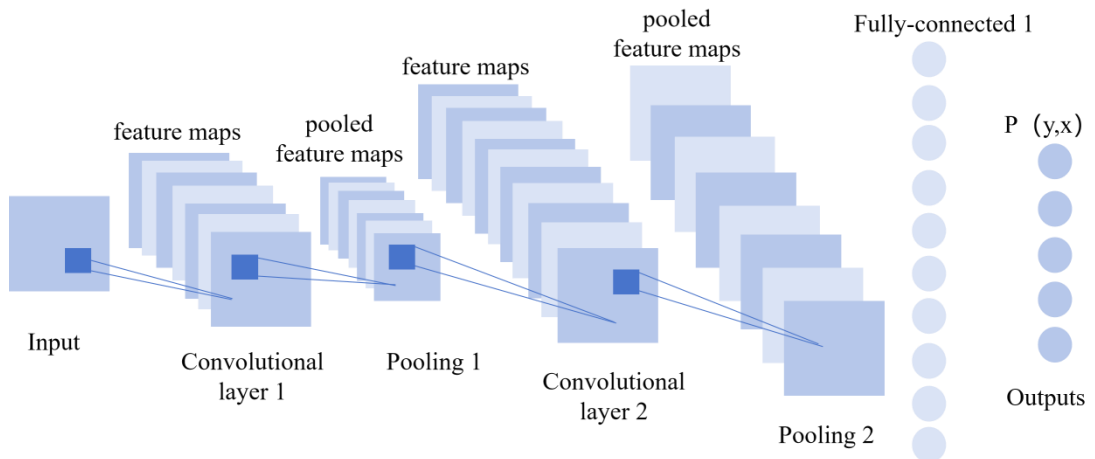 feature maps
pooled
feature maps
feature maps
pooled
feature maps
Fully-connected 1
P（y,x）
Input
Convolutional
layer 1
Pooling 1
Convolutional
layer 2
Pooling 2
Outputs